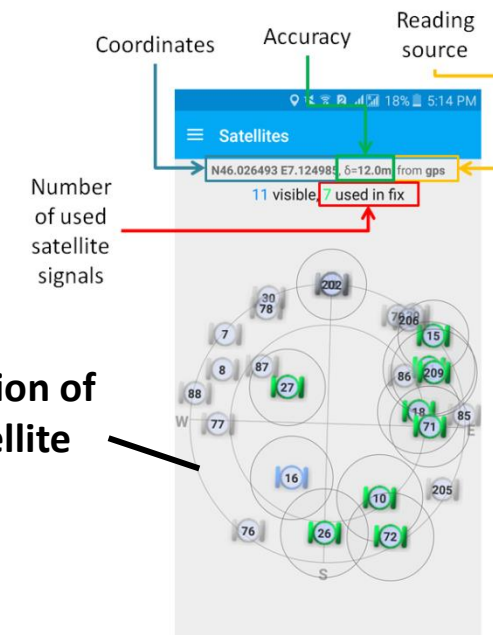 Coordinates
Accuracy
Reading
source
18% 5:14 PM
Satellites
N46.026493 E7.124985, δ=12.0m from gps
11 visible, 7 used in fix
Number
of used
satellite
signals
ion of
ellite
202
30
78
206
7
15
8
87
27
86
209
88
W
77
18
71
85
E
16
10
205
76
26
72
S